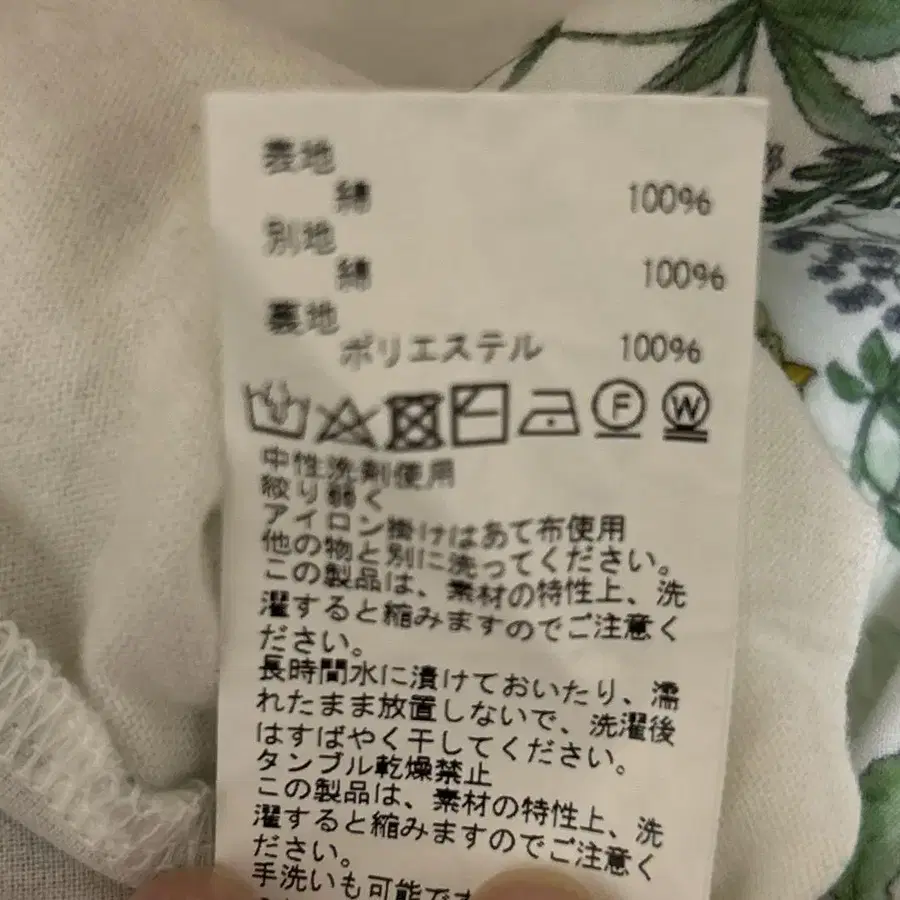 表地
綿 100%
別地
綿 100%
裏地
ポリエステル 100%
F W
中性洗剤使用
絞り弱く
アイロン掛けはあて布使用
他の物と別に洗ってください。
この製品は、素材の特性上、洗
濯すると縮みますのでご注意く
ださい。
長時間水に漬けておいたり、濡
れたまま放置しないで、洗濯後
はすばやく干してください。
タンブル乾燥禁止
この製品は、素材の特性上、洗
濯すると縮みますのでご注意く
ださい。
手洗いも可能です